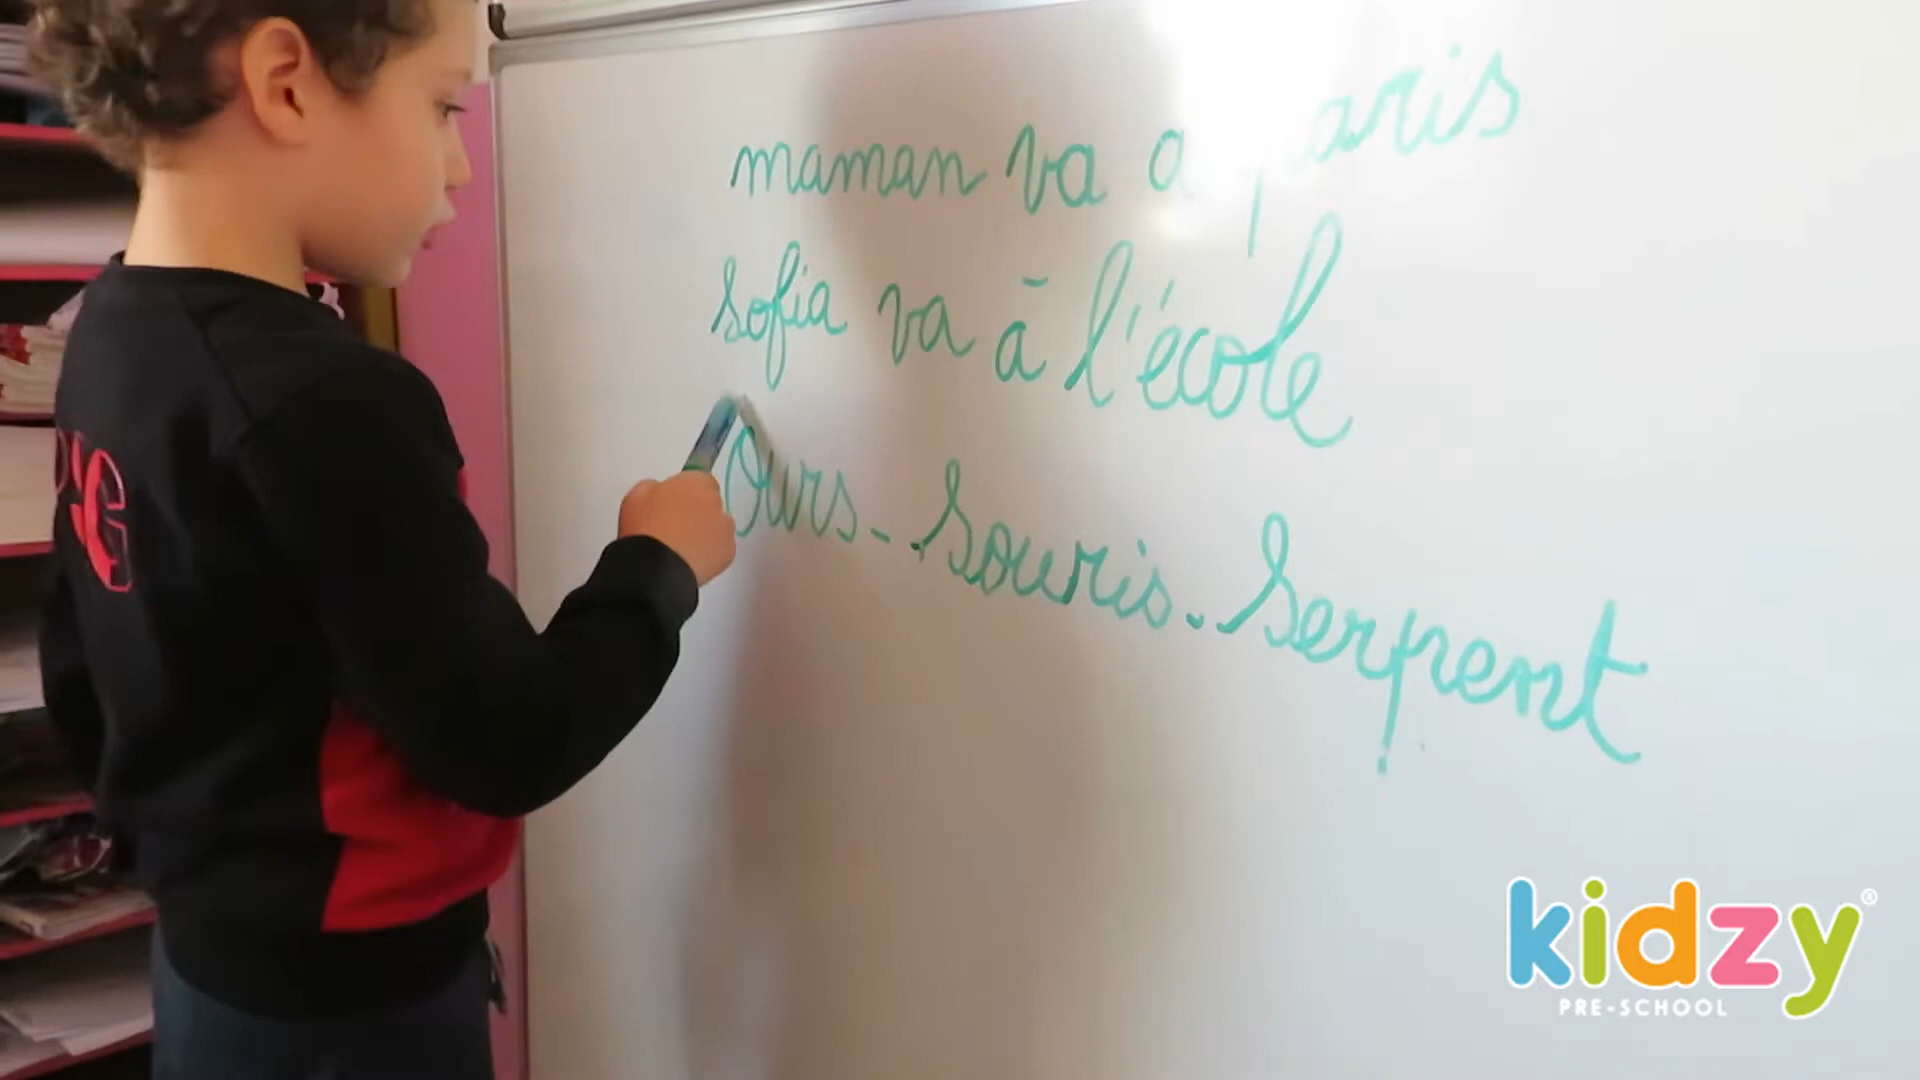 maman va a paris
sofia va à l'école
Ours - Souris - Serpent
kidzy®
PRE-SCHOOL